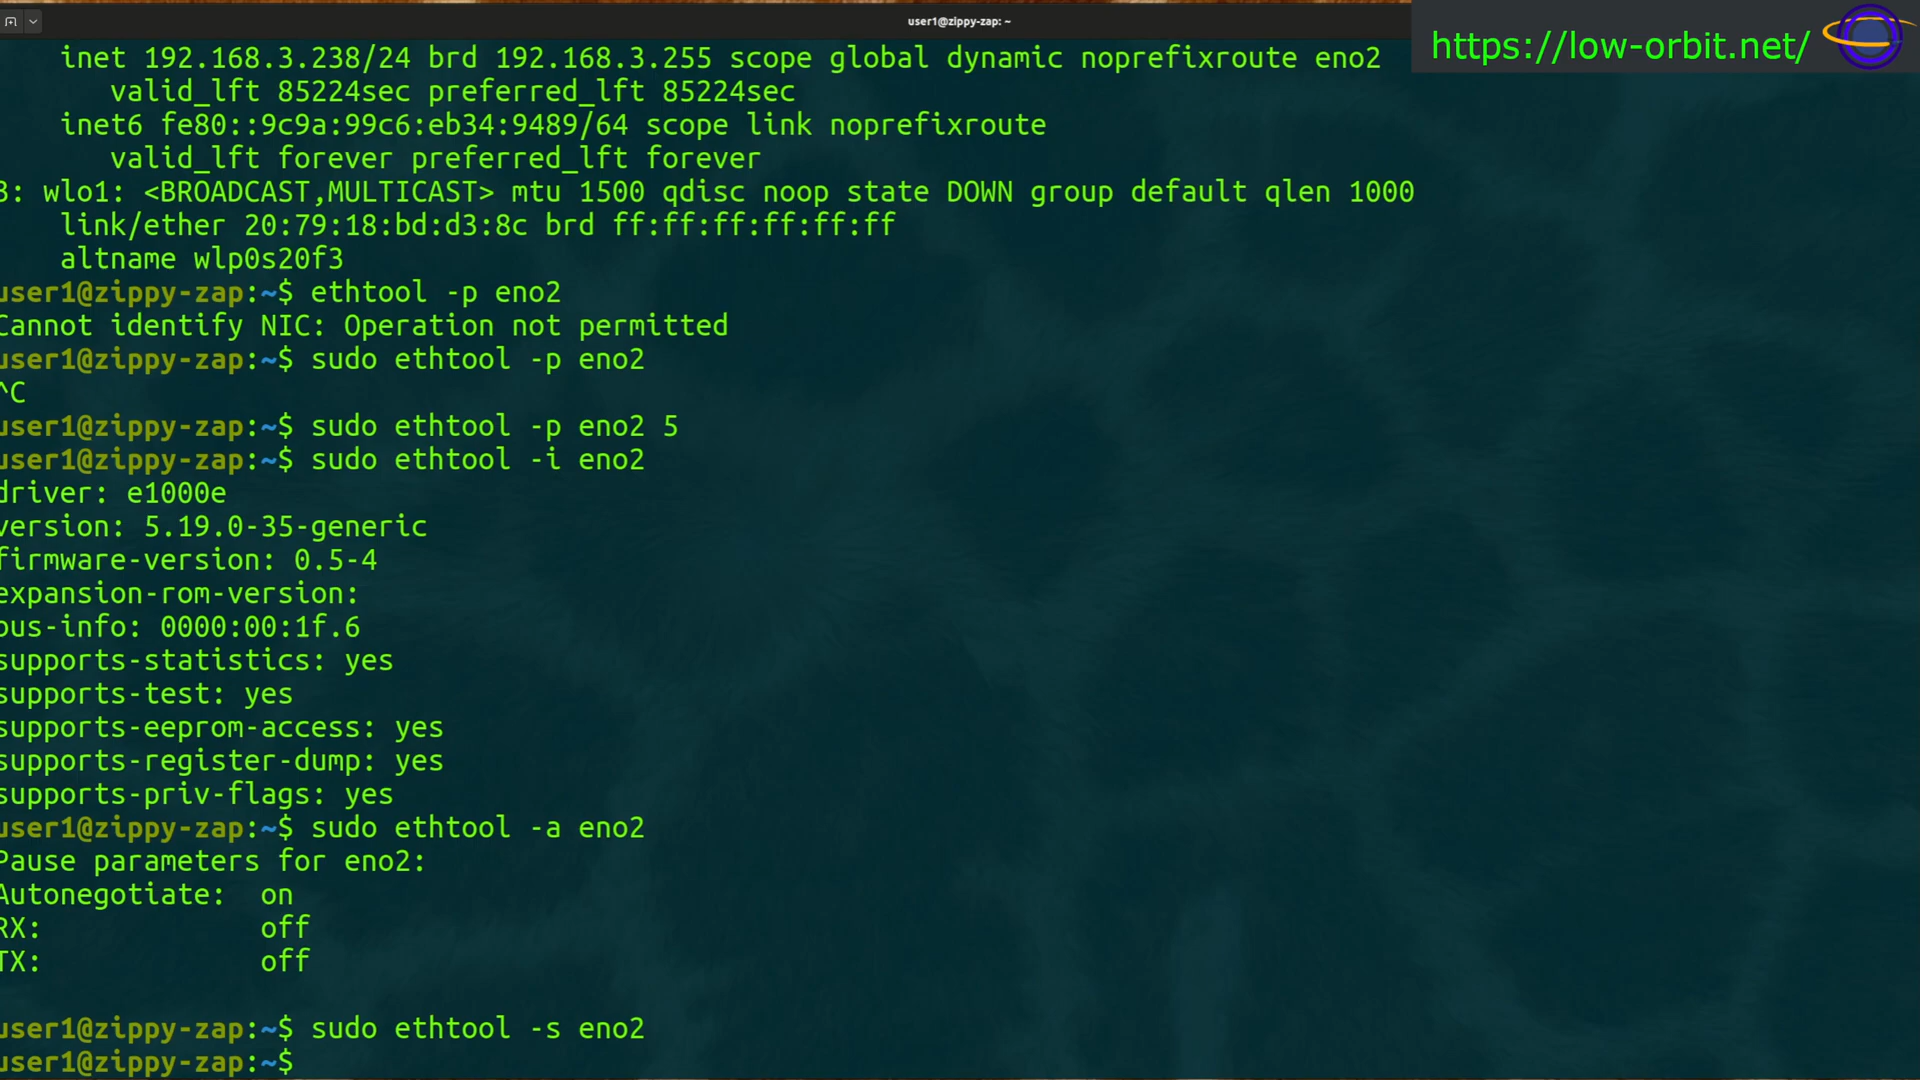 user1@zippy-zap: ~
https://low-orbit.net/
inet 192.168.3.238/24 brd 192.168.3.255 scope global dynamic noprefixroute eno2
valid_lft 85224sec preferred_lft 85224sec
inet6 fe80::9c9a:99c6:eb34:9489/64 scope link noprefixroute
valid_lft forever preferred_lft forever
3: wlo1: <BROADCAST,MULTICAST> mtu 1500 qdisc noop state DOWN group default qlen 1000
link/ether 20:79:18:bd:d3:8c brd ff:ff:ff:ff:ff:ff
altname wlp0s20f3
user1@zippy-zap:~$ ethtool -p eno2
Cannot identify NIC: Operation not permitted
user1@zippy-zap:~$ sudo ethtool -p eno2
^C
user1@zippy-zap:~$ sudo ethtool -p eno2 5
user1@zippy-zap:~$ sudo ethtool -i eno2
driver: e1000e
version: 5.19.0-35-generic
firmware-version: 0.5-4
expansion-rom-version:
bus-info: 0000:00:1f.6
supports-statistics: yes
supports-test: yes
supports-eeprom-access: yes
supports-register-dump: yes
supports-priv-flags: yes
user1@zippy-zap:~$ sudo ethtool -a eno2
Pause parameters for eno2:
Autonegotiate: on
RX: off
TX: off
user1@zippy-zap:~$ sudo ethtool -s eno2
user1@zippy-zap:~$